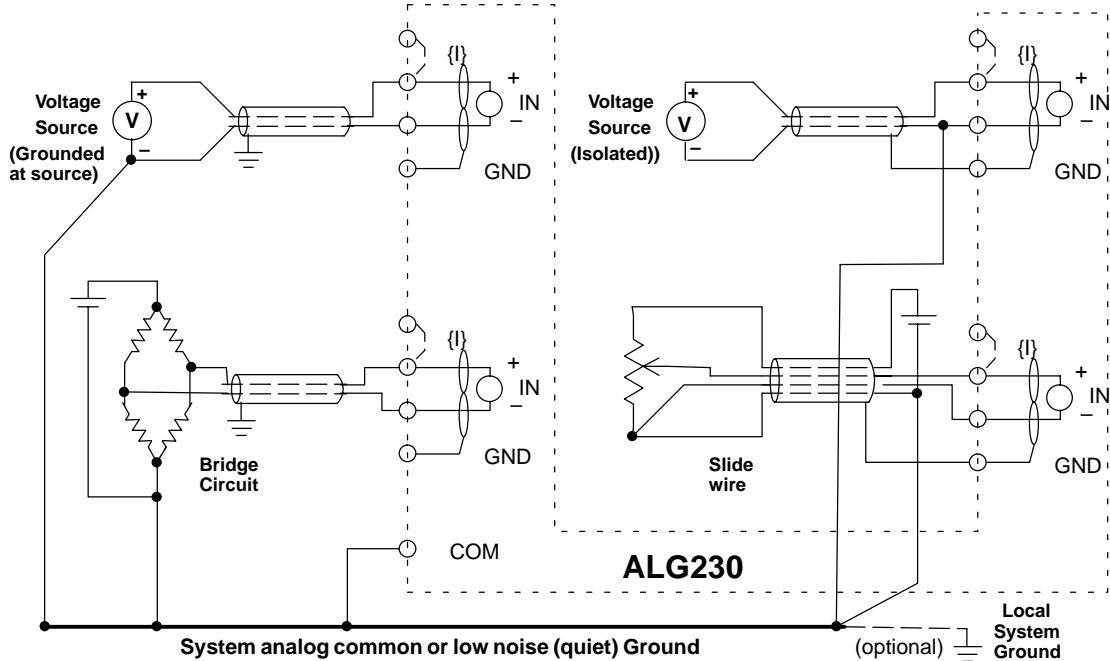 {I}
+
IN
−
GND
Voltage
Source
(Grounded
at source)
+
V
−
{I}
+
IN
−
GND
Voltage
Source
(Isolated))
+
V
−
{I}
+
IN
−
GND
Bridge
Circuit
{I}
+
IN
−
GND
Slide
wire
COM
ALG230
System analog common or low noise (quiet) Ground
(optional)
Local
System
Ground